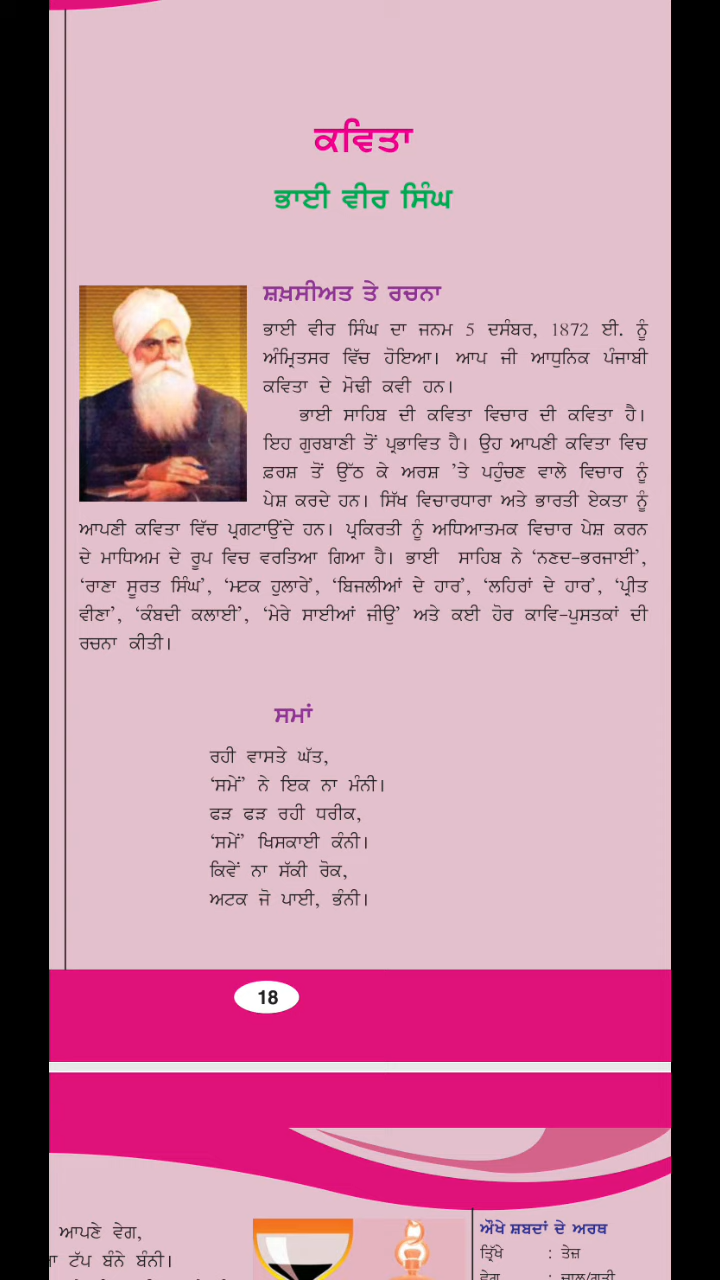 ਕਵਿਤਾ
ਭਾਈ ਵੀਰ ਸਿੰਘ
ਸ਼ਖ਼ਸੀਅਤ ਤੇ ਰਚਨਾ
ਭਾਈ ਵੀਰ ਸਿੰਘ ਦਾ ਜਨਮ 5 ਦਸੰਬਰ, 1872 ਈ. ਨੂੰ
ਅੰਮ੍ਰਿਤਸਰ ਵਿੱਚ ਹੋਇਆ। ਆਪ ਜੀ ਆਧੁਨਿਕ ਪੰਜਾਬੀ
ਕਵਿਤਾ ਦੇ ਮੋਢੀ ਕਵੀ ਹਨ।
ਭਾਈ ਸਾਹਿਬ ਦੀ ਕਵਿਤਾ ਵਿਚਾਰ ਦੀ ਕਵਿਤਾ ਹੈ।
ਇਹ ਗੁਰਬਾਣੀ ਤੋਂ ਪ੍ਰਭਾਵਿਤ ਹੈ। ਉਹ ਆਪਣੀ ਕਵਿਤਾ ਵਿਚ
ਫ਼ਰਸ਼ ਤੋਂ ਉੱਠ ਕੇ ਅਰਸ਼ ’ਤੇ ਪਹੁੰਚਣ ਵਾਲੇ ਵਿਚਾਰ ਨੂੰ
ਪੇਸ਼ ਕਰਦੇ ਹਨ। ਸਿੱਖ ਵਿਚਾਰਧਾਰਾ ਅਤੇ ਭਾਰਤੀ ਏਕਤਾ ਨੂੰ
ਆਪਣੀ ਕਵਿਤਾ ਵਿੱਚ ਪ੍ਰਗਟਾਉਂਦੇ ਹਨ। ਪ੍ਰਕਿਰਤੀ ਨੂੰ ਅਧਿਆਤਮਕ ਵਿਚਾਰ ਪੇਸ਼ ਕਰਨ
ਦੇ ਮਾਧਿਅਮ ਦੇ ਰੂਪ ਵਿਚ ਵਰਤਿਆ ਗਿਆ ਹੈ। ਭਾਈ ਸਾਹਿਬ ਨੇ ‘ਨਣਦ-ਭਰਜਾਈ’,
‘ਰਾਣਾ ਸੂਰਤ ਸਿੰਘ’, ‘ਮਟਕ ਹੁਲਾਰੇ’, ‘ਬਿਜਲੀਆਂ ਦੇ ਹਾਰ’, ‘ਲਹਿਰਾਂ ਦੇ ਹਾਰ’, ‘ਪ੍ਰੀਤ
ਵੀਣਾ’, ‘ਕੰਬਦੀ ਕਲਾਈ’, ‘ਮੇਰੇ ਸਾਈਆਂ ਜੀਉ’ ਅਤੇ ਕਈ ਹੋਰ ਕਾਵਿ-ਪੁਸਤਕਾਂ ਦੀ
ਰਚਨਾ ਕੀਤੀ।
ਸਮਾਂ
ਰਹੀ ਵਾਸਤੇ ਘੱਤ,
‘ਸਮੇਂ’ ਨੇ ਇਕ ਨਾ ਮੰਨੀ।
ਫੜ ਫੜ ਰਹੀ ਧਰੀਕ,
‘ਸਮੇਂ’ ਖਿਸਕਾਈ ਕੰਨੀ।
ਕਿਵੇਂ ਨਾ ਸੱਕੀ ਰੋਕ,
ਅਟਕ ਜੋ ਪਾਈ, ਭੰਨੀ।
18
ਆਪਣੇ ਵੇਗ,
ਟੱਪ ਬੰਨੇ ਬੰਨੀ।
ਔਖੇ ਸ਼ਬਦਾਂ ਦੇ ਅਰਥ
ਤ੍ਰਿੱਖੇ : ਤੇਜ਼
ਵੇਗ : ਚਾਲ/ਗਤੀ